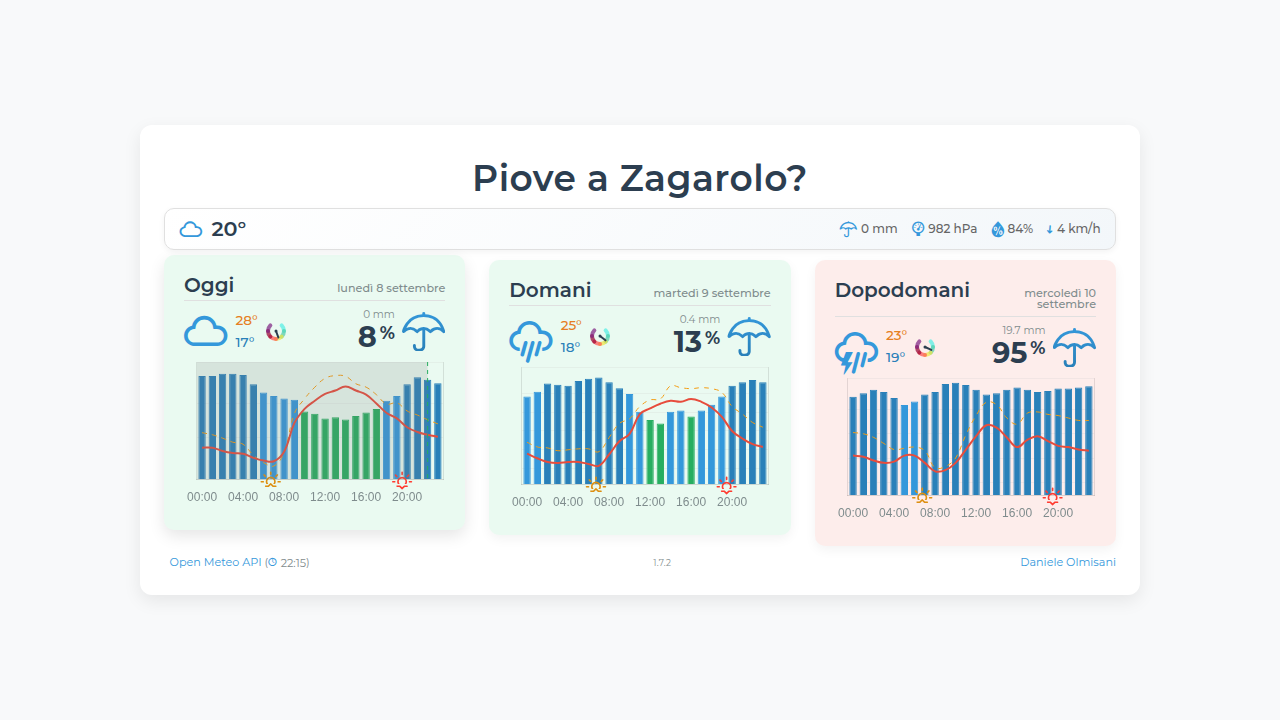 Piove a Zagarolo?
20°
0 mm
982 hPa
84%
↓ 4 km/h
Oggi
lunedì 8 settembre
28°
17°
0 mm
8 %
00:00 04:00 08:00 12:00 16:00 20:00
Domani
martedì 9 settembre
25°
18°
0.4 mm
13 %
00:00 04:00 08:00 12:00 16:00 20:00
Dopodomani
mercoledì 10
settembre
23°
19°
19.7 mm
95 %
00:00 04:00 08:00 12:00 16:00 20:00
Open Meteo API (⏱ 22:15)
1.7.2
Daniele Olmisani